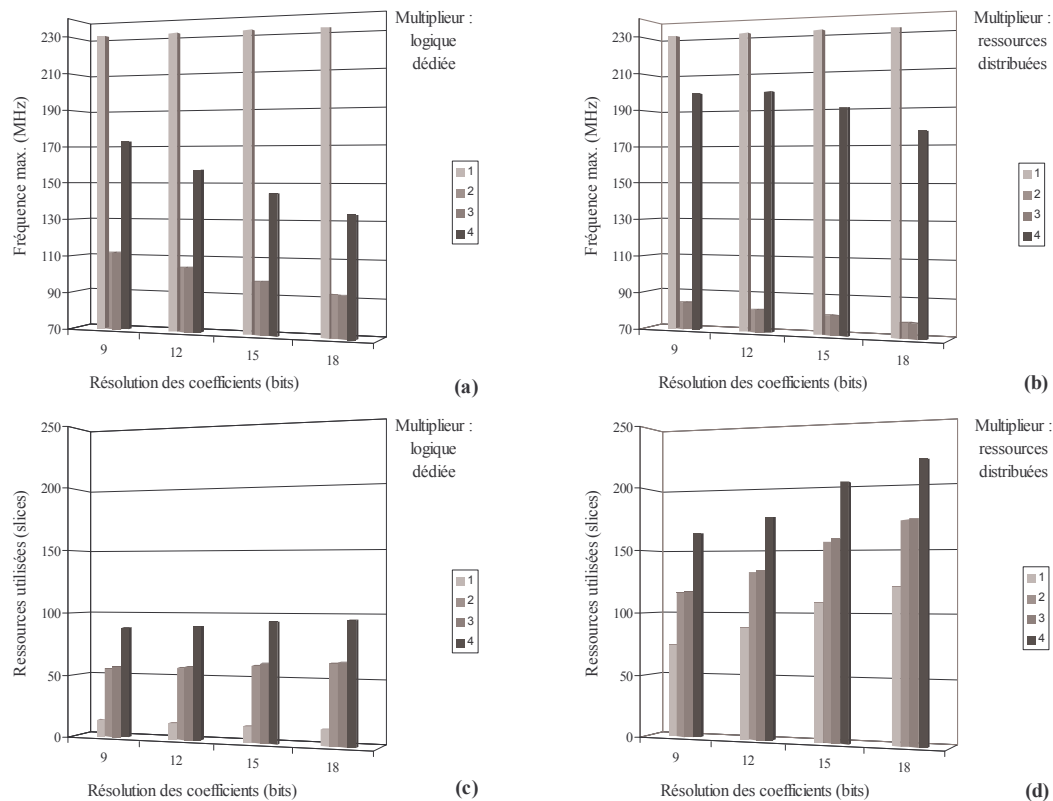 Multiplieur :
logique
dédiée
Fréquence max. (MHz)
230
210
190
170
150
130
110
90
70
9
12
15
18
Résolution des coefficients (bits)
1
2
3
4
(a)
Multiplieur :
ressources
distribuées
Fréquence max. (MHz)
230
210
190
170
150
130
110
90
70
9
12
15
18
Résolution des coefficients (bits)
1
2
3
4
(b)
Multiplieur :
logique
dédiée
Ressources utilisées (slices)
250
200
150
100
50
0
9
12
15
18
Résolution des coefficients (bits)
1
2
3
4
(c)
Multiplieur :
ressources
distribuées
Ressources utilisées (slices)
250
200
150
100
50
0
9
12
15
18
Résolution des coefficients (bits)
1
2
3
4
(d)